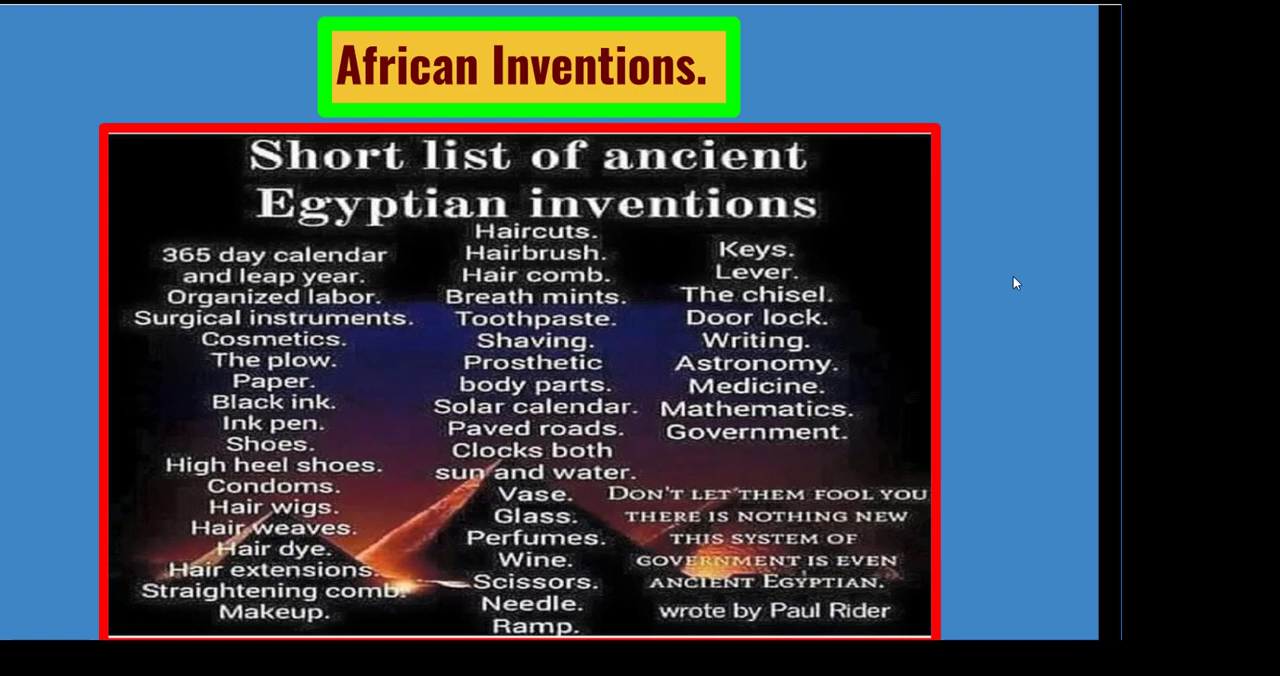 African Inventions.
Short list of ancient
Egyptian inventions
365 day calendar
and leap year.
Organized labor.
Surgical instruments.
Cosmetics.
The plow.
Paper.
Black ink.
Ink pen.
Shoes.
High heel shoes.
Condoms.
Hair wigs.
Hair weaves.
Hair dye.
Hair extensions.
Straightening comb.
Makeup.
Haircuts.
Hairbrush.
Hair comb.
Breath mints.
Toothpaste.
Shaving.
Prosthetic
body parts.
Solar calendar.
Paved roads.
Clocks both
sun and water.
Vase.
Glass.
Perfumes.
Wine.
Scissors.
Needle.
Ramp.
Keys.
Lever.
The chisel.
Door lock.
Writing.
Astronomy.
Medicine.
Mathematics.
Government.
DON'T LET THEM FOOL YOU
THERE IS NOTHING NEW
THIS SYSTEM OF
GOVERNMENT IS EVEN
ANCIENT EGYPTIAN.
wrote by Paul Rider